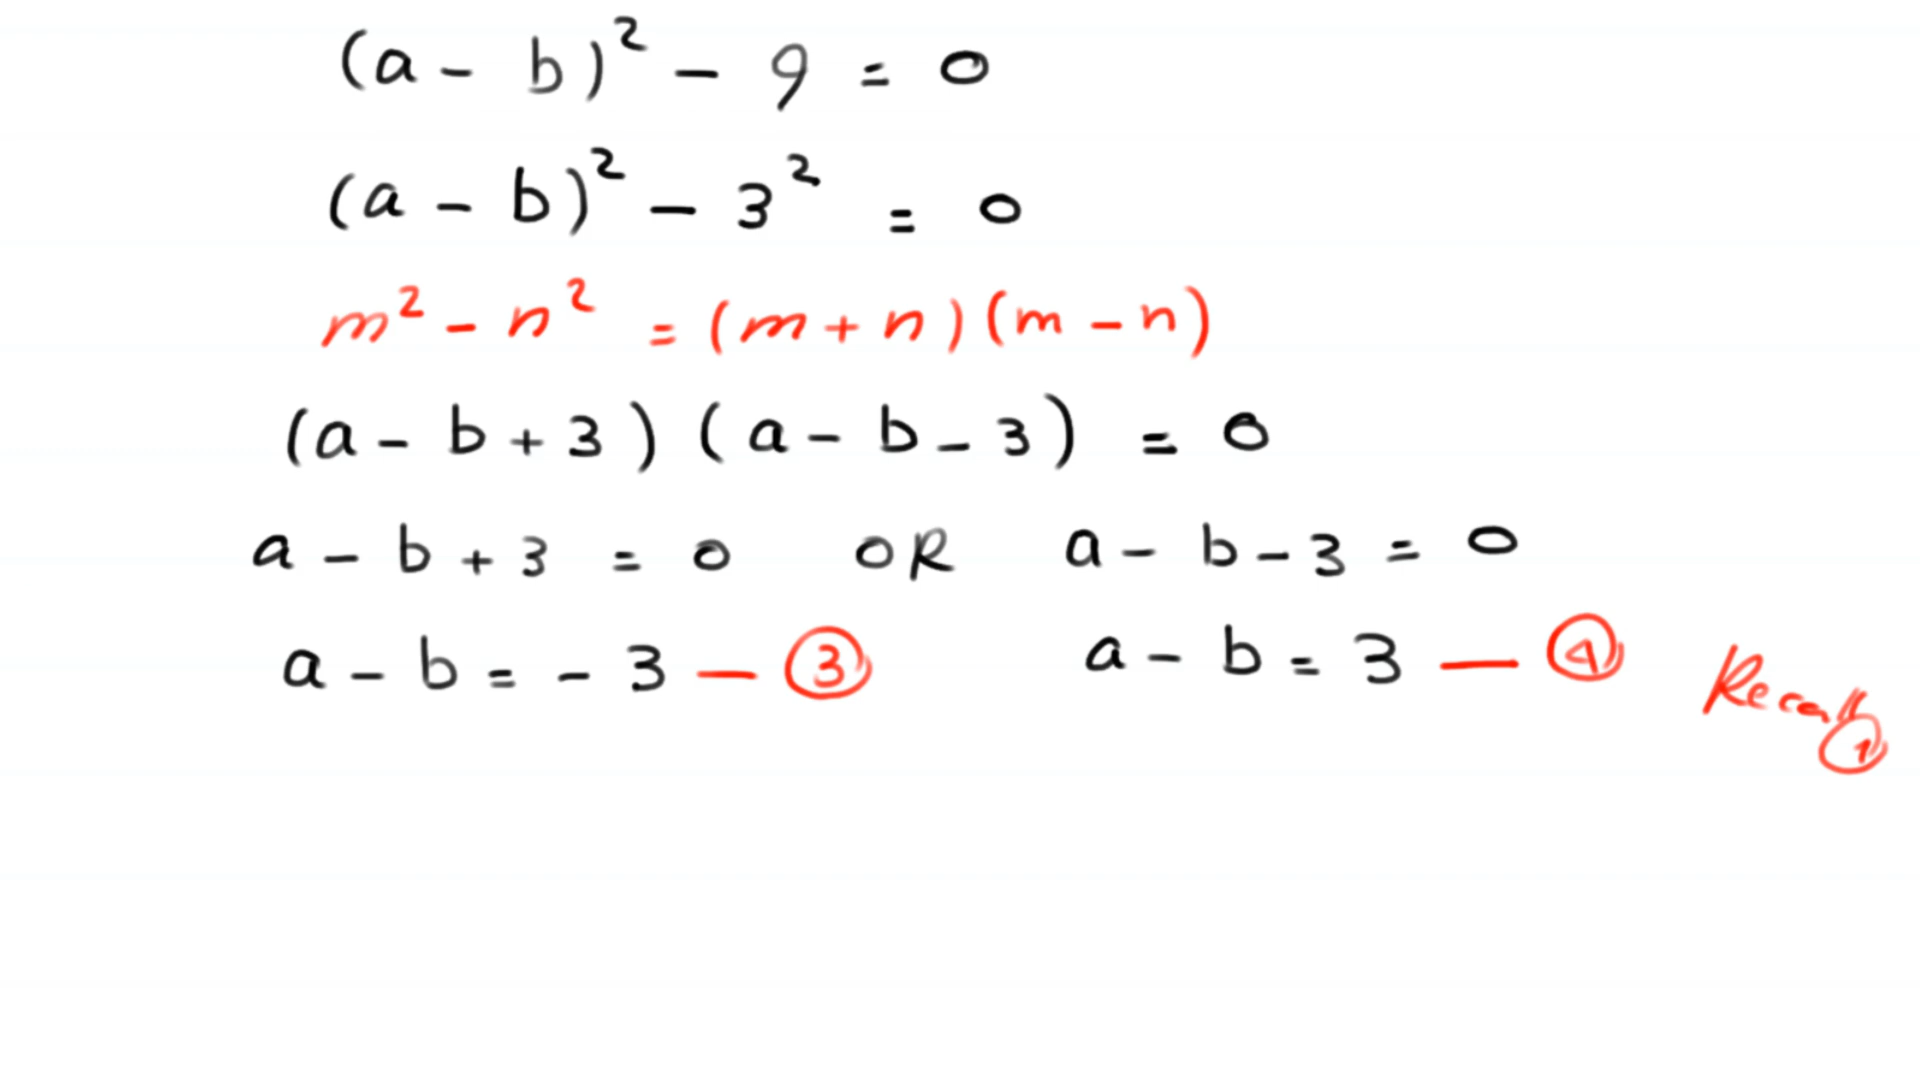 (a - b)² - 9 = 0
(a - b)² - 3² = 0
m² - n² = (m + n)(m - n)
(a - b + 3)(a - b - 3) = 0
a - b + 3 = 0 OR a - b - 3 = 0
a - b = - 3 — ③ a - b = 3 — ④
Recall ①